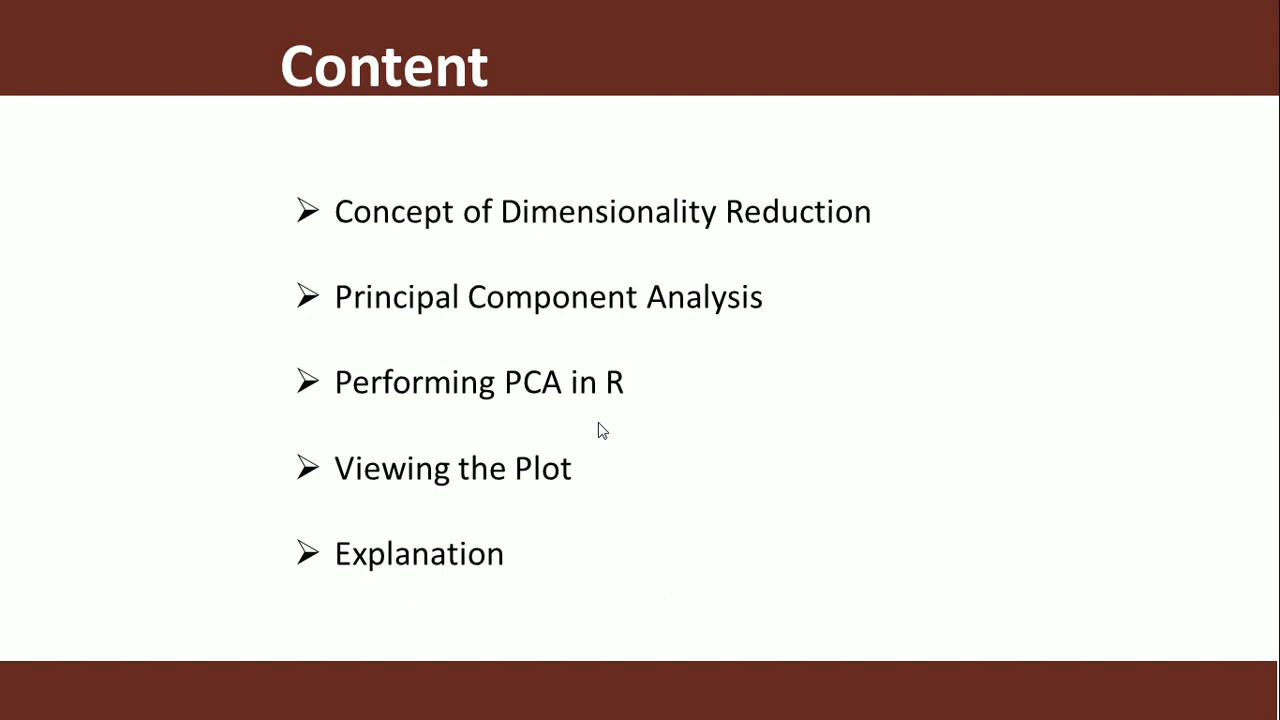 Content
Concept of Dimensionality Reduction
Principal Component Analysis
Performing PCA in R
Viewing the Plot
Explanation